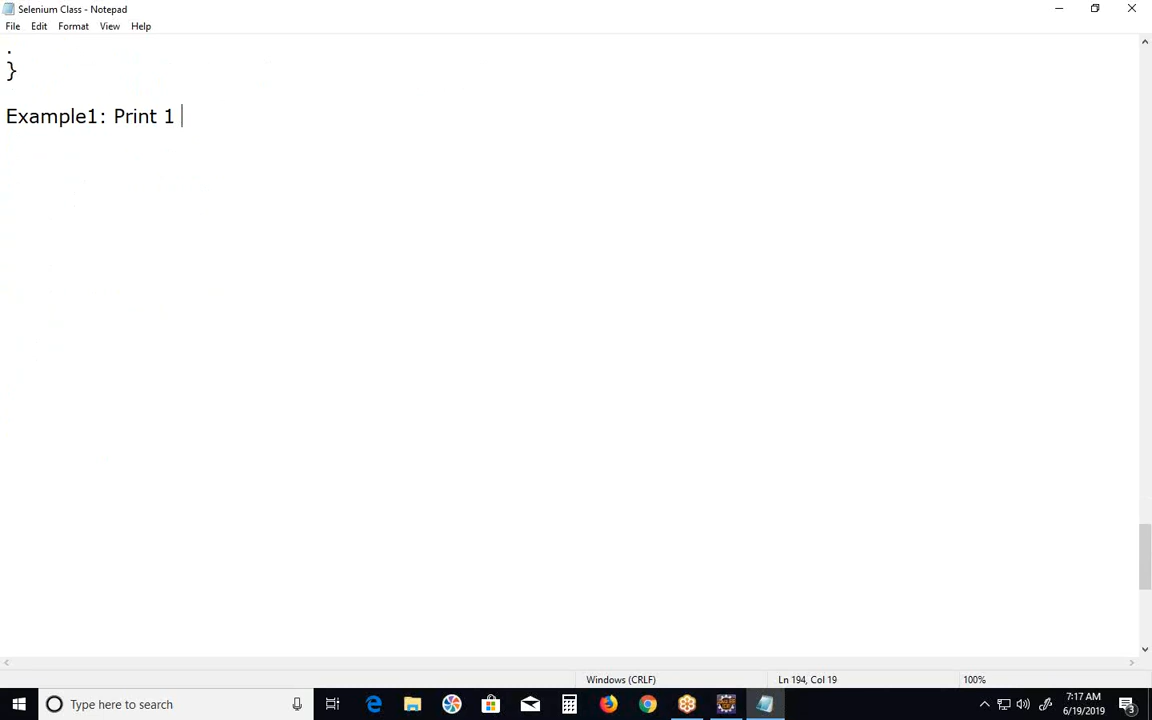 Selenium Class - Notepad
File Edit Format View Help
.
}
Example1: Print 1
Windows (CRLF) Ln 194, Col 19 100%
Type here to search
7:17 AM
6/19/2019
3